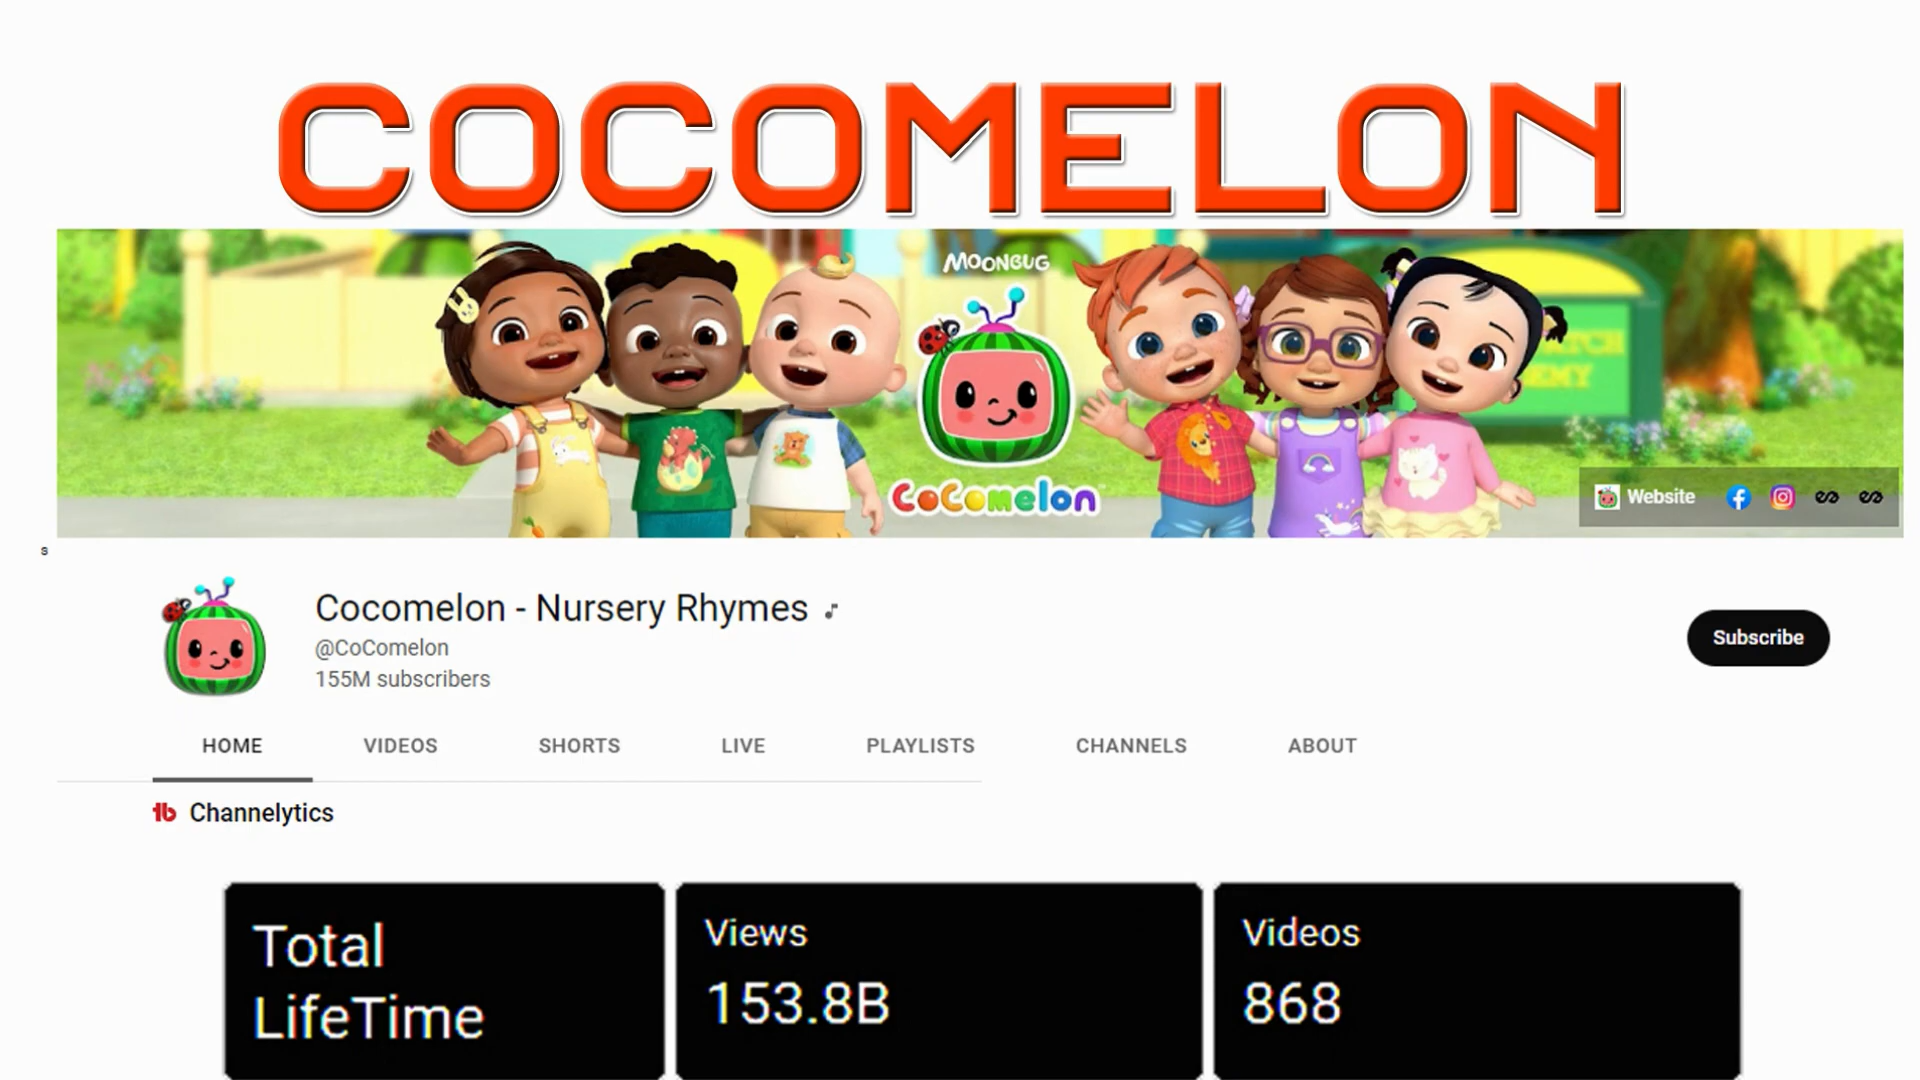 COCOMELON
MOONBUG
CoComelon
Website
s
Cocomelon - Nursery Rhymes
@CoComelon
155M subscribers
Subscribe
HOME VIDEOS SHORTS LIVE PLAYLISTS CHANNELS ABOUT
tb Channelytics
Total
LifeTime
Views
153.8B
Videos
868